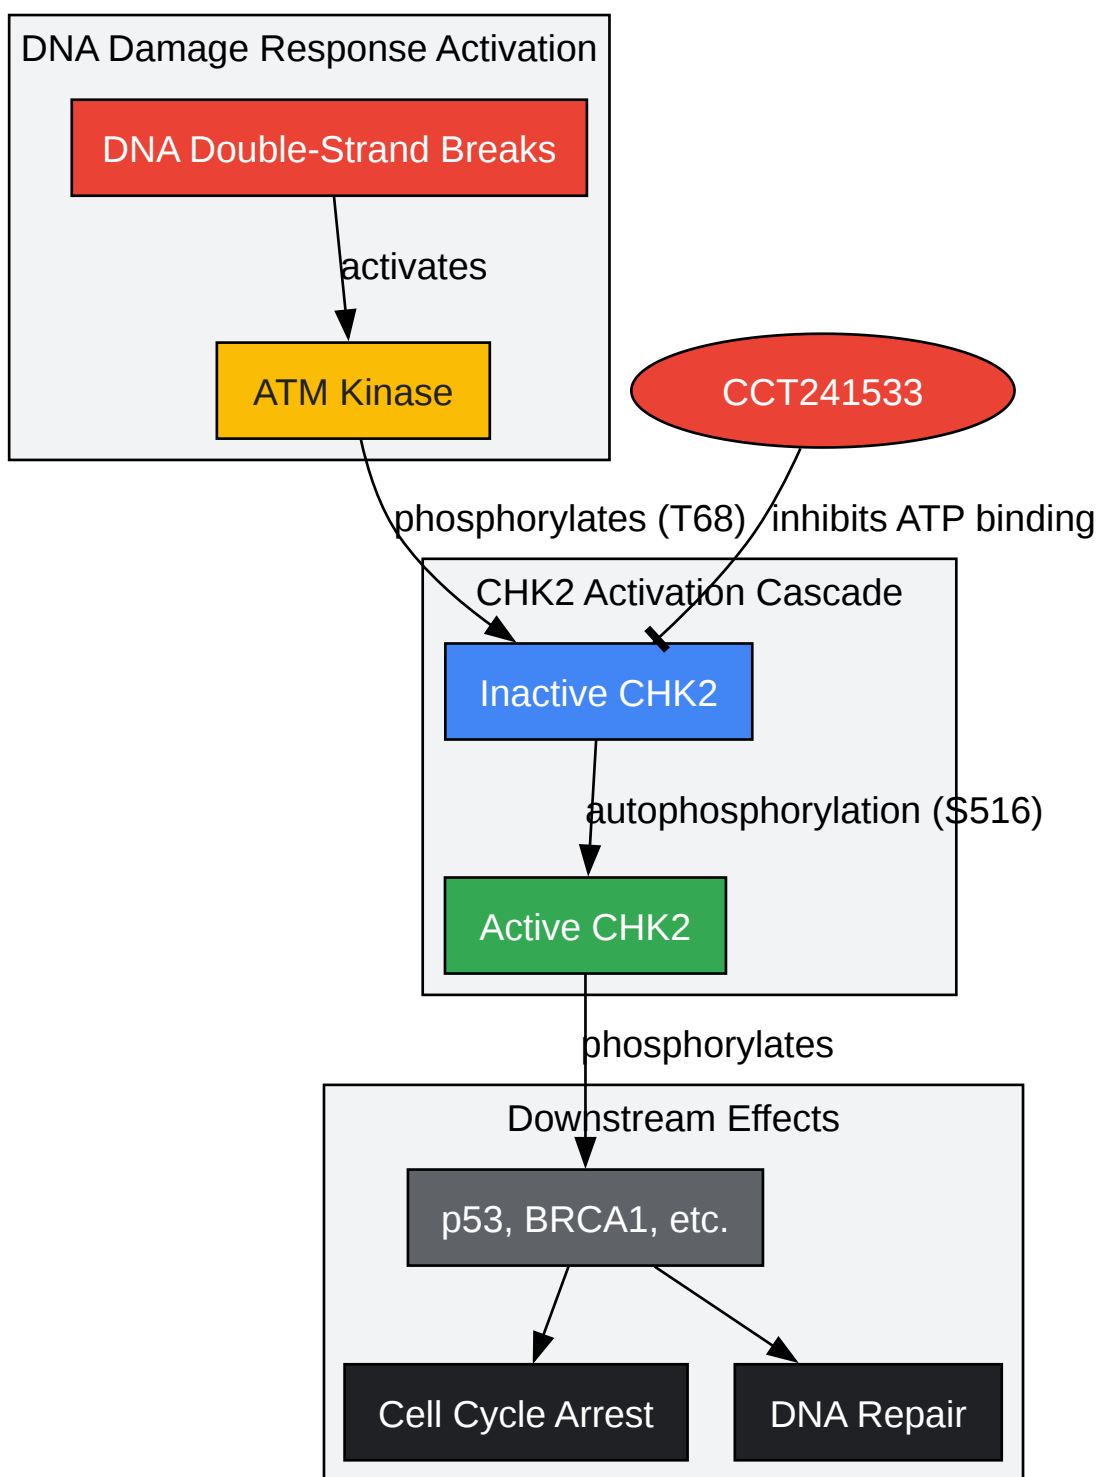 DNA Damage Response Activation
DNA Double-Strand Breaks
activates
ATM Kinase
CCT241533
phosphorylates (T68)
inhibits ATP binding
CHK2 Activation Cascade
Inactive CHK2
autophosphorylation (S516)
Active CHK2
phosphorylates
Downstream Effects
p53, BRCA1, etc.
Cell Cycle Arrest
DNA Repair